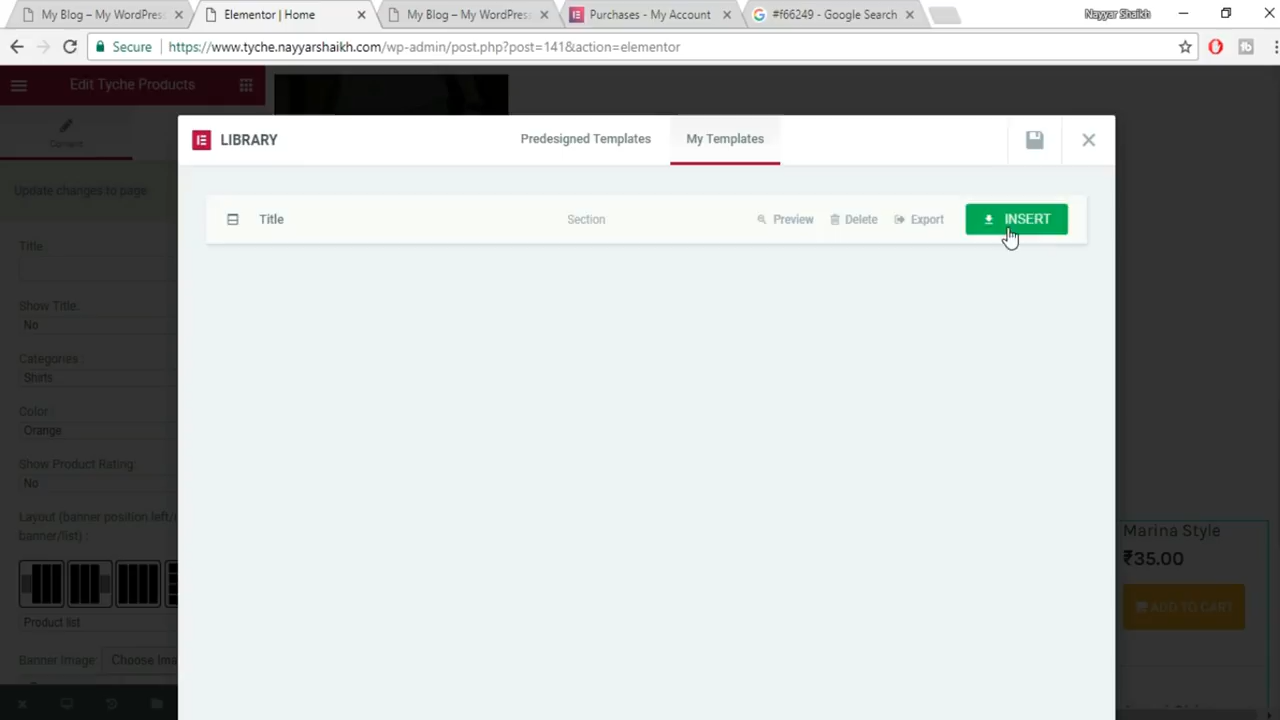 My Blog – My WordPress
Elementor | Home
My Blog – My WordPress
Purchases - My Account
#f66249 - Google Search
Nayyar Shaikh
Secure
https://www.tyche.nayyarshaikh.com/wp-admin/post.php?post=141&action=elementor
Edit Tyche Products
Content
LIBRARY
Predesigned Templates
My Templates
Update changes to page
Title
Section
Preview
Delete
Export
INSERT
Title
Show Title:
No
Categories
Shirts
Color:
Orange
Show Product Rating:
No
Layout (banner position left/
banner/list) :
Product list
Banner Image:
Choose Ima
Marina Style
₹35.00
ADD TO CART